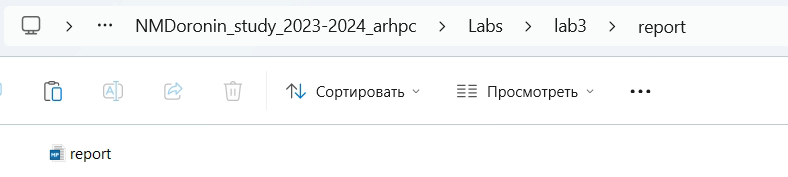 NMDoronin_study_2023-2024_arhpc > Labs > lab3 > report
Сортировать Просмотреть
report